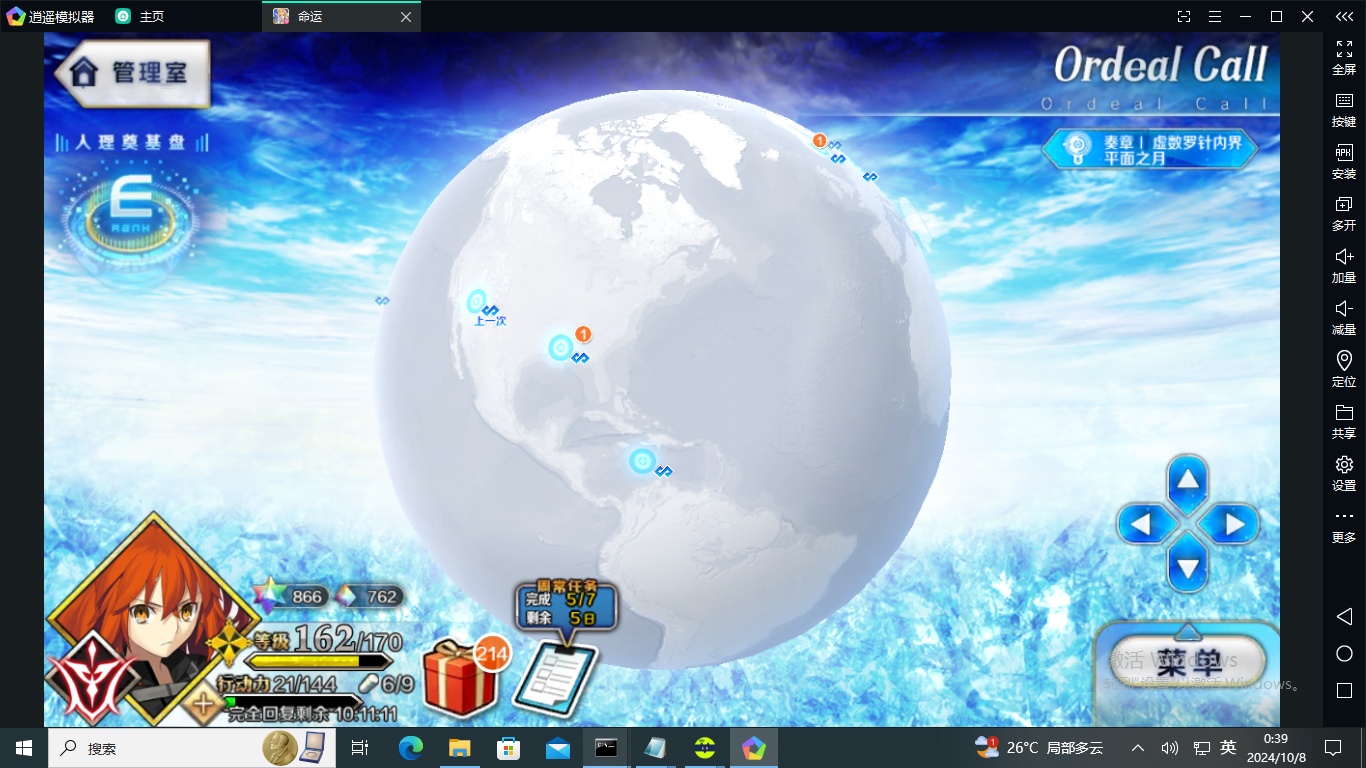 逍遥模拟器
主页
命运
管理室
Ordeal Call
Ordeal Call
人理奠基盘
E
RANK
奏章Ⅰ 虚数罗针内界
平面之月
1
上一次
1
全屏
按键
APK
安装
多开
加量
减量
定位
共享
设置
更多
866
762
等级 162/170
行动力 21/144
6/9
完全回复剩余 10:11:11
214
周常任务
完成 5/7
剩余 5日
菜单
激活 Windows
转到"设置"以激活 Windows。
搜索
1
26°C 局部多云
英
0:39
2024/10/8